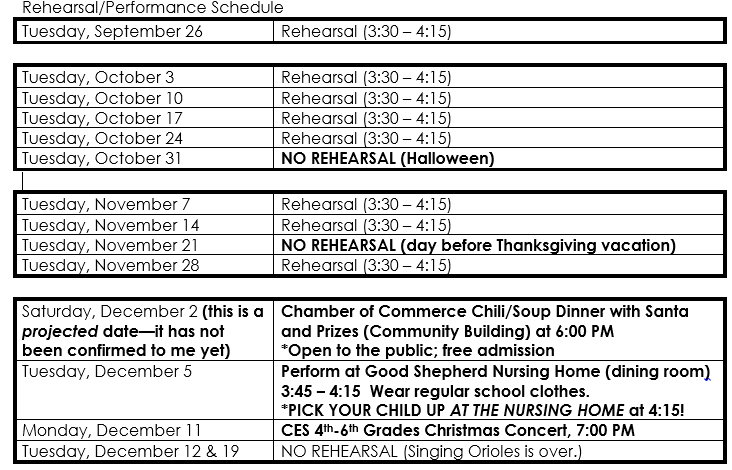 Rehearsal/Performance Schedule
Tuesday, September 26 Rehearsal (3:30 – 4:15)
Tuesday, October 3 Rehearsal (3:30 – 4:15)
Tuesday, October 10 Rehearsal (3:30 – 4:15)
Tuesday, October 17 Rehearsal (3:30 – 4:15)
Tuesday, October 24 Rehearsal (3:30 – 4:15)
Tuesday, October 31 NO REHEARSAL (Halloween)
Tuesday, November 7 Rehearsal (3:30 – 4:15)
Tuesday, November 14 Rehearsal (3:30 – 4:15)
Tuesday, November 21 NO REHEARSAL (day before Thanksgiving vacation)
Tuesday, November 28 Rehearsal (3:30 – 4:15)
Saturday, December 2 (this is a
projected date—it has not
been confirmed to me yet)
Chamber of Commerce Chili/Soup Dinner with Santa
and Prizes (Community Building) at 6:00 PM
*Open to the public; free admission
Tuesday, December 5
Perform at Good Shepherd Nursing Home (dining room)
3:45 – 4:15 Wear regular school clothes.
*PICK YOUR CHILD UP AT THE NURSING HOME at 4:15!
Monday, December 11 CES 4th-6th Grades Christmas Concert, 7:00 PM
Tuesday, December 12 & 19 NO REHEARSAL (Singing Orioles is over.)